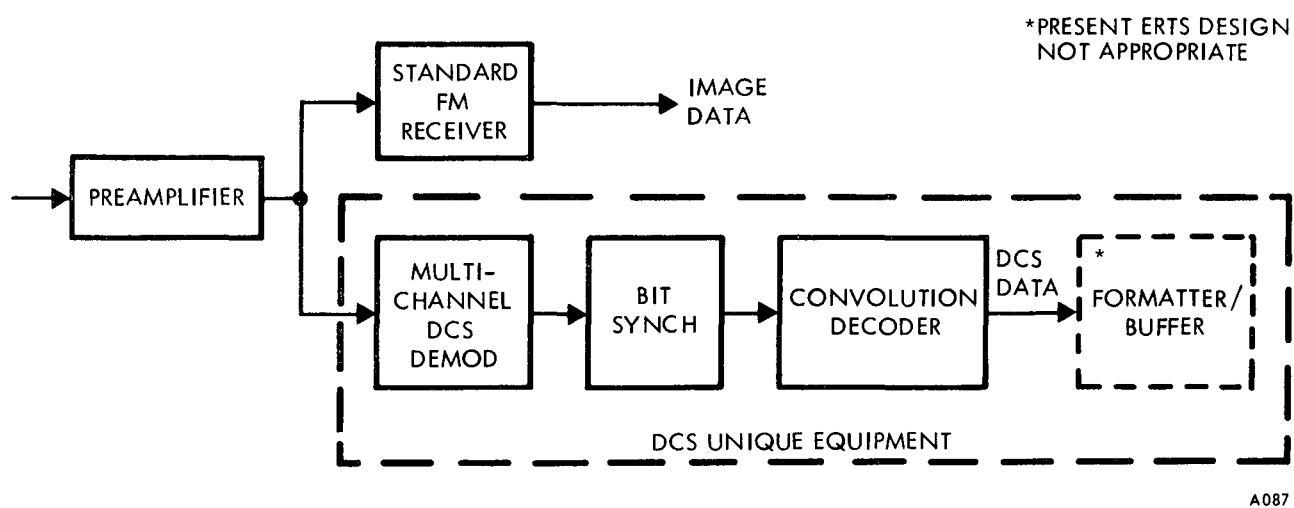 *PRESENT ERTS DESIGN
NOT APPROPRIATE
STANDARD
FM
RECEIVER
IMAGE
DATA
PREAMPLIFIER
MULTI-
CHANNEL
DCS
DEMOD
BIT
SYNCH
CONVOLUTION
DECODER
DCS
DATA
*
FORMATTER/
BUFFER
DCS UNIQUE EQUIPMENT
A087